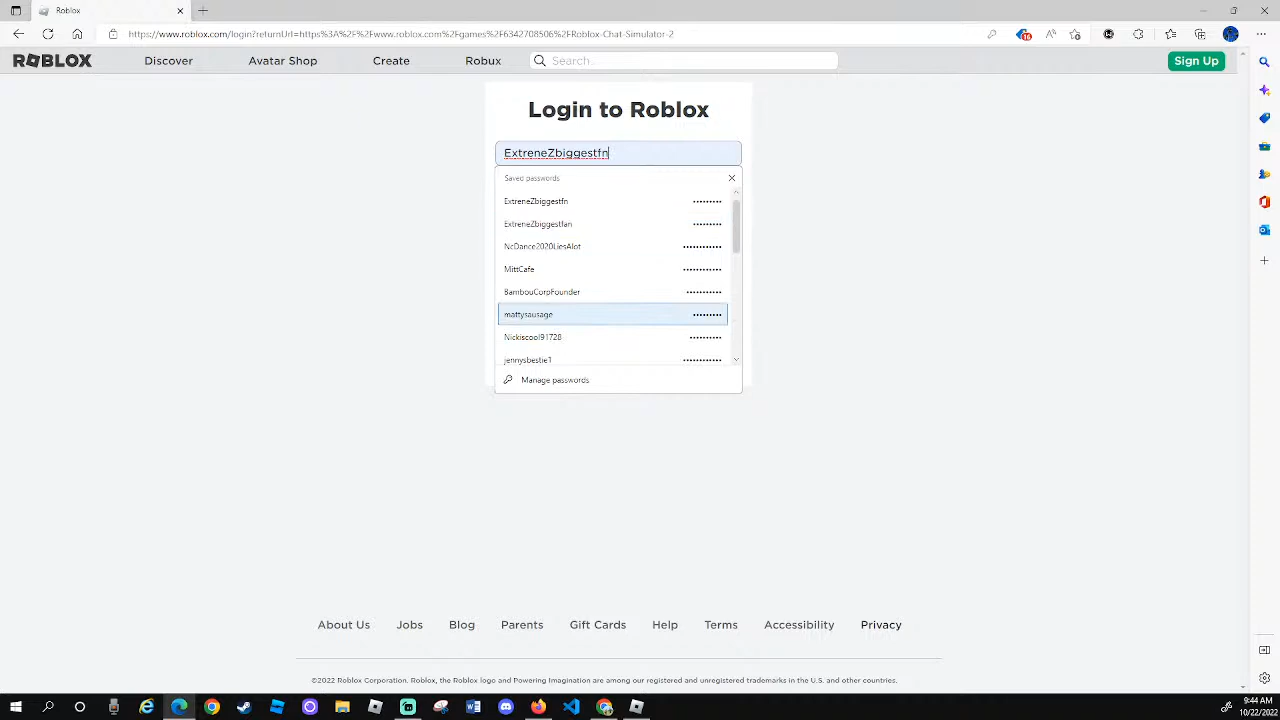 Roblox
https://www.roblox.com/login?returnUrl=https%3A%2F%2Fwww.roblox.com%2Fgames%2F6342708506%2FRoblox-Chat-Simulator-2
16
ROBLOX
Discover
Avatar Shop
Create
Robux
Search...
Sign Up
Login to Roblox
ExtreneZbiggestfn
Saved passwords
ExtreneZbiggestfn •••••••••
ExtreneZbiggestfan •••••••••
NcDance2020LiesAlot ••••••••••••
MittCafe ••••••••••••
BambouCorpFounder •••••••••••
mattysausage •••••••••
Nickiscool91728 ••••••••••
jennysbestie1 ••••••••••••
Manage passwords
About Us
Jobs
Blog
Parents
Gift Cards
Help
Terms
Accessibility
Privacy
©2022 Roblox Corporation. Roblox, the Roblox logo and Powering Imagination are among our registered and unregistered trademarks in the U.S. and other countries.
9:44 AM
10/22/2022